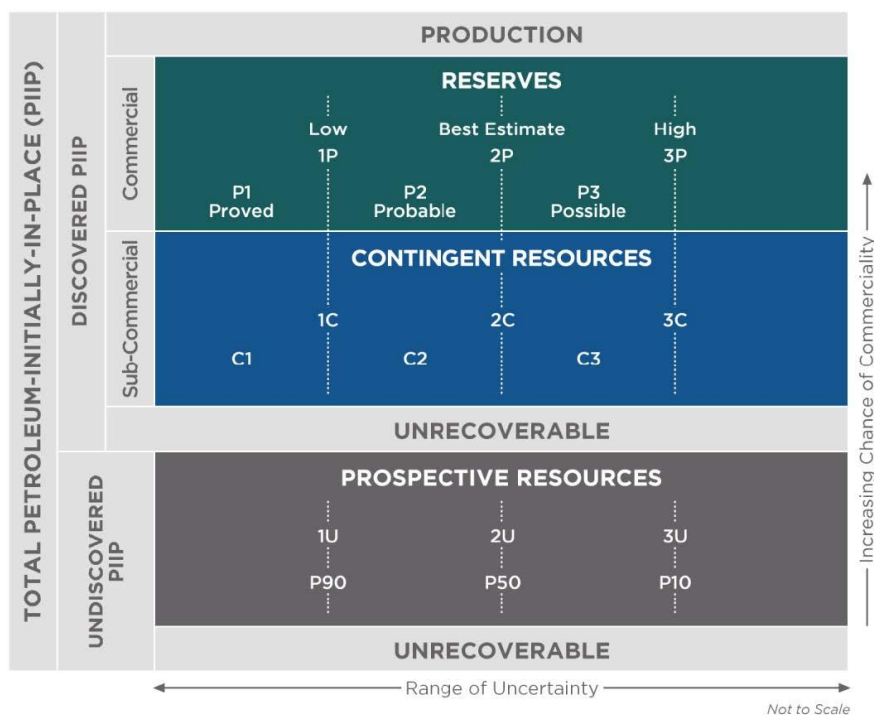 TOTAL PETROLEUM-INITIALLY-IN-PLACE (PIIP)
DISCOVERED PIIP
UNDISCOVERED
PIIP
Commercial
Sub-Commercial
PRODUCTION
RESERVES
Low Best Estimate High
1P 2P 3P
P1 P2 P3
Proved Probable Possible
CONTINGENT RESOURCES
1C 2C 3C
C1 C2 C3
UNRECOVERABLE
PROSPECTIVE RESOURCES
1U 2U 3U
P90 P50 P10
UNRECOVERABLE
Increasing Chance of Commerciality
Range of Uncertainty
Not to Scale